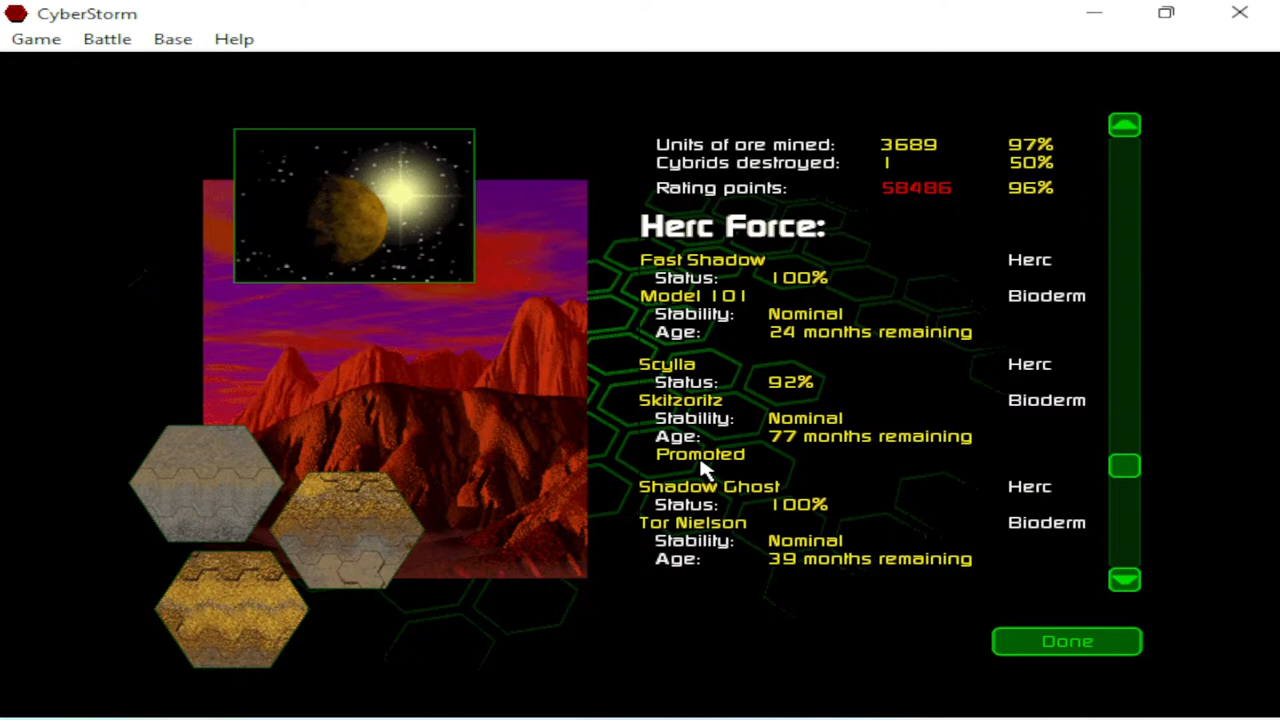 CyberStorm
Game Battle Base Help
Units of ore mined: 3689 97%
Cybrids destroyed: 1 50%
Rating points: 58486 96%
Herc Force:
Fast Shadow Herc
Status: 100%
Model 101 Bioderm
Stability: Nominal
Age: 24 months remaining
Scylla Herc
Status: 92%
Skitzoritz Bioderm
Stability: Nominal
Age: 77 months remaining
Promoted
Shadow Ghost Herc
Status: 100%
Tor Nielson Bioderm
Stability: Nominal
Age: 39 months remaining
Done